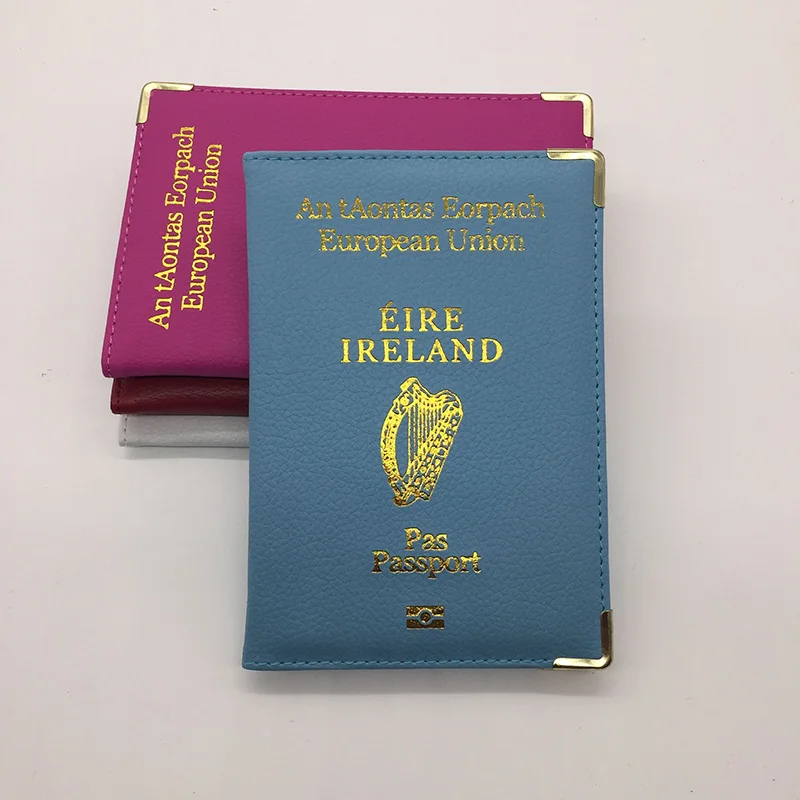 An tAontas Eorpach
European Union
An tAontas Eorpach
European Union
ÉIRE
IRELAND
Pas
Passport